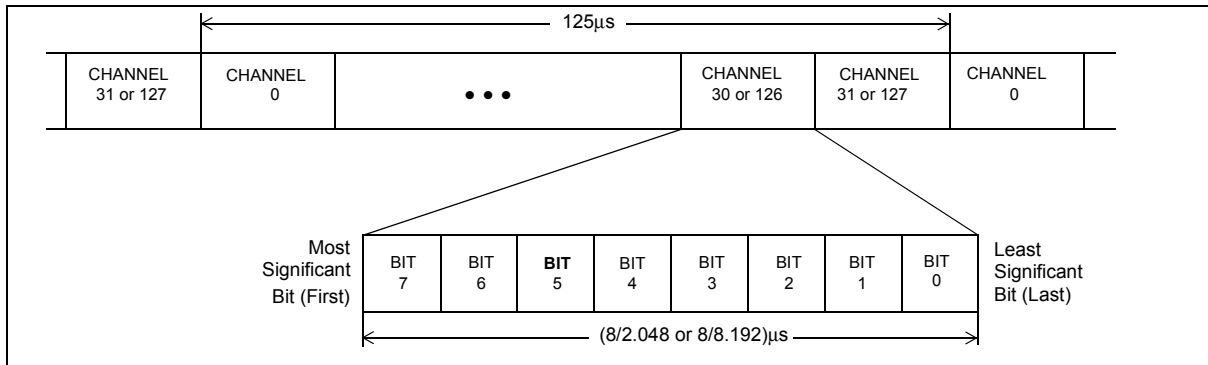 125μs
CHANNEL
31 or 127
CHANNEL
0
• • •
CHANNEL
30 or 126
CHANNEL
31 or 127
CHANNEL
0
Most
Significant
Bit (First)
BIT
7
BIT
6
BIT
5
BIT
4
BIT
3
BIT
2
BIT
1
BIT
0
Least
Significant
Bit (Last)
(8/2.048 or 8/8.192)μs